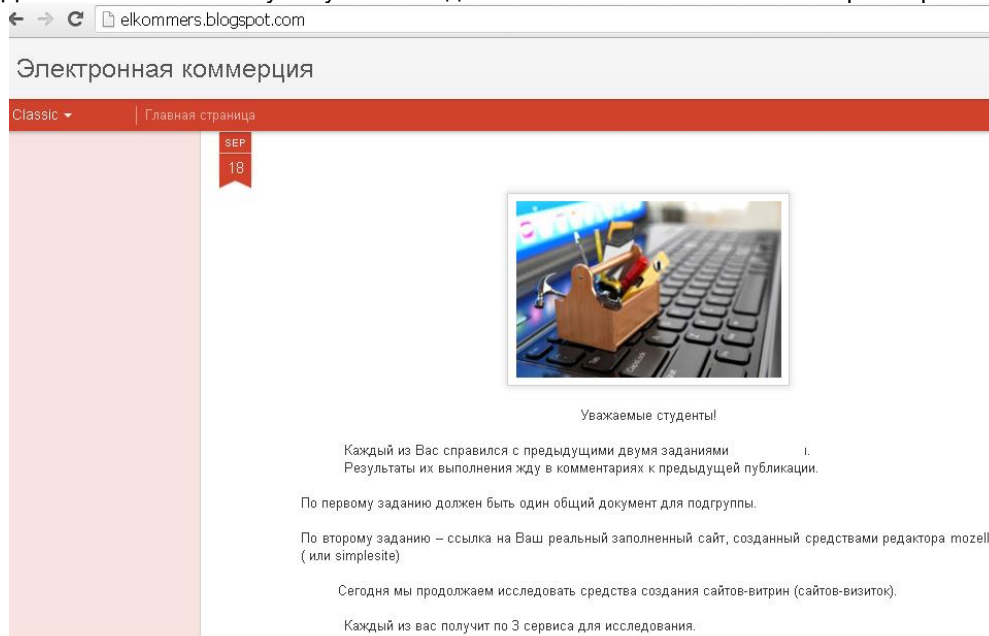 elkommers.blogspot.com
Электронная коммерция
Classic
Главная страница
SEP
18
Уважаемые студенты!
Каждый из Вас справился с предыдущими двумя заданиями
Результаты их выполнения жду в комментариях к предыдущей публикации.
По первому заданию должен быть один общий документ для подгруппы.
По второму заданию – ссылка на Ваш реальный заполненный сайт, созданный средствами редактора mozell
( или simplesite)
Сегодня мы продолжаем исследовать средства создания сайтов-витрин (сайтов-визиток).
Каждый из вас получит по 3 сервиса для исследования.